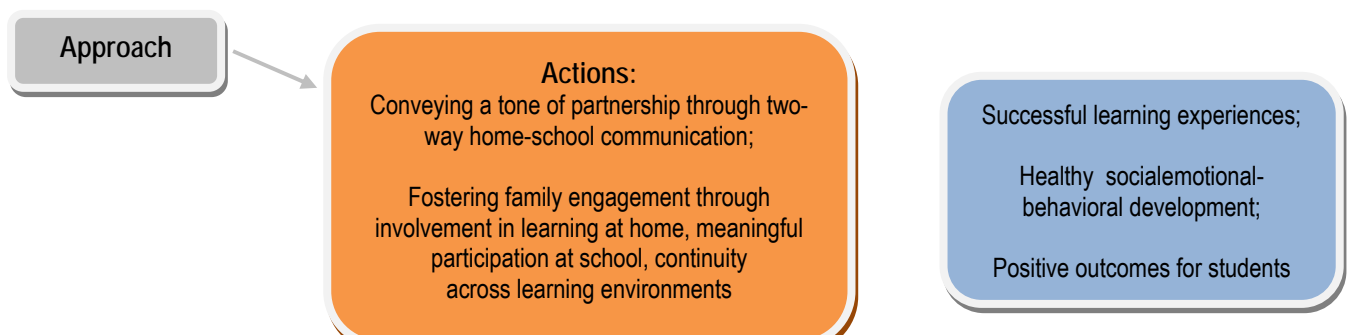 Approach
Actions:
Conveying a tone of partnership through two-
way home-school communication;
Fostering family engagement through
involvement in learning at home, meaningful
participation at school, continuity
across learning environments
Successful learning experiences;
Healthy socialemotional-
behavioral development;
Positive outcomes for students